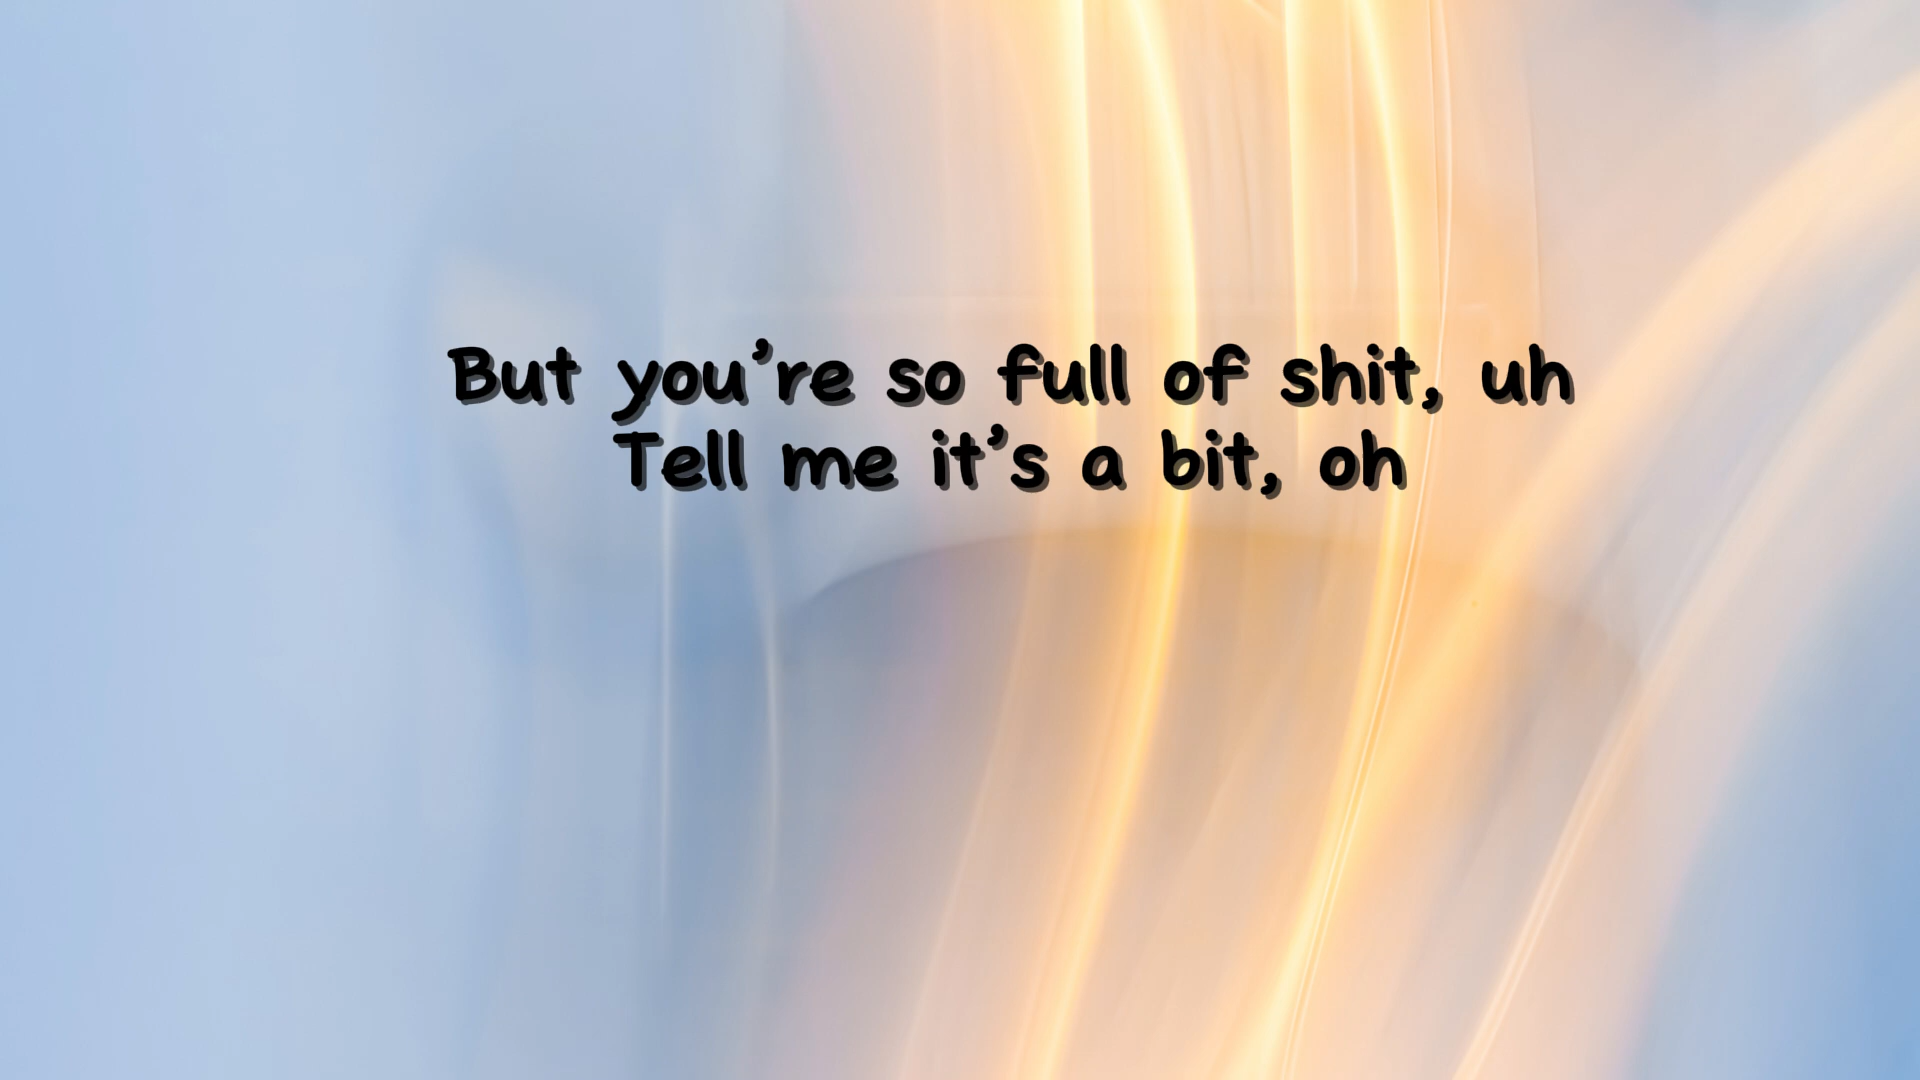 But you’re so full of shit, uh
Tell me it’s a bit, oh